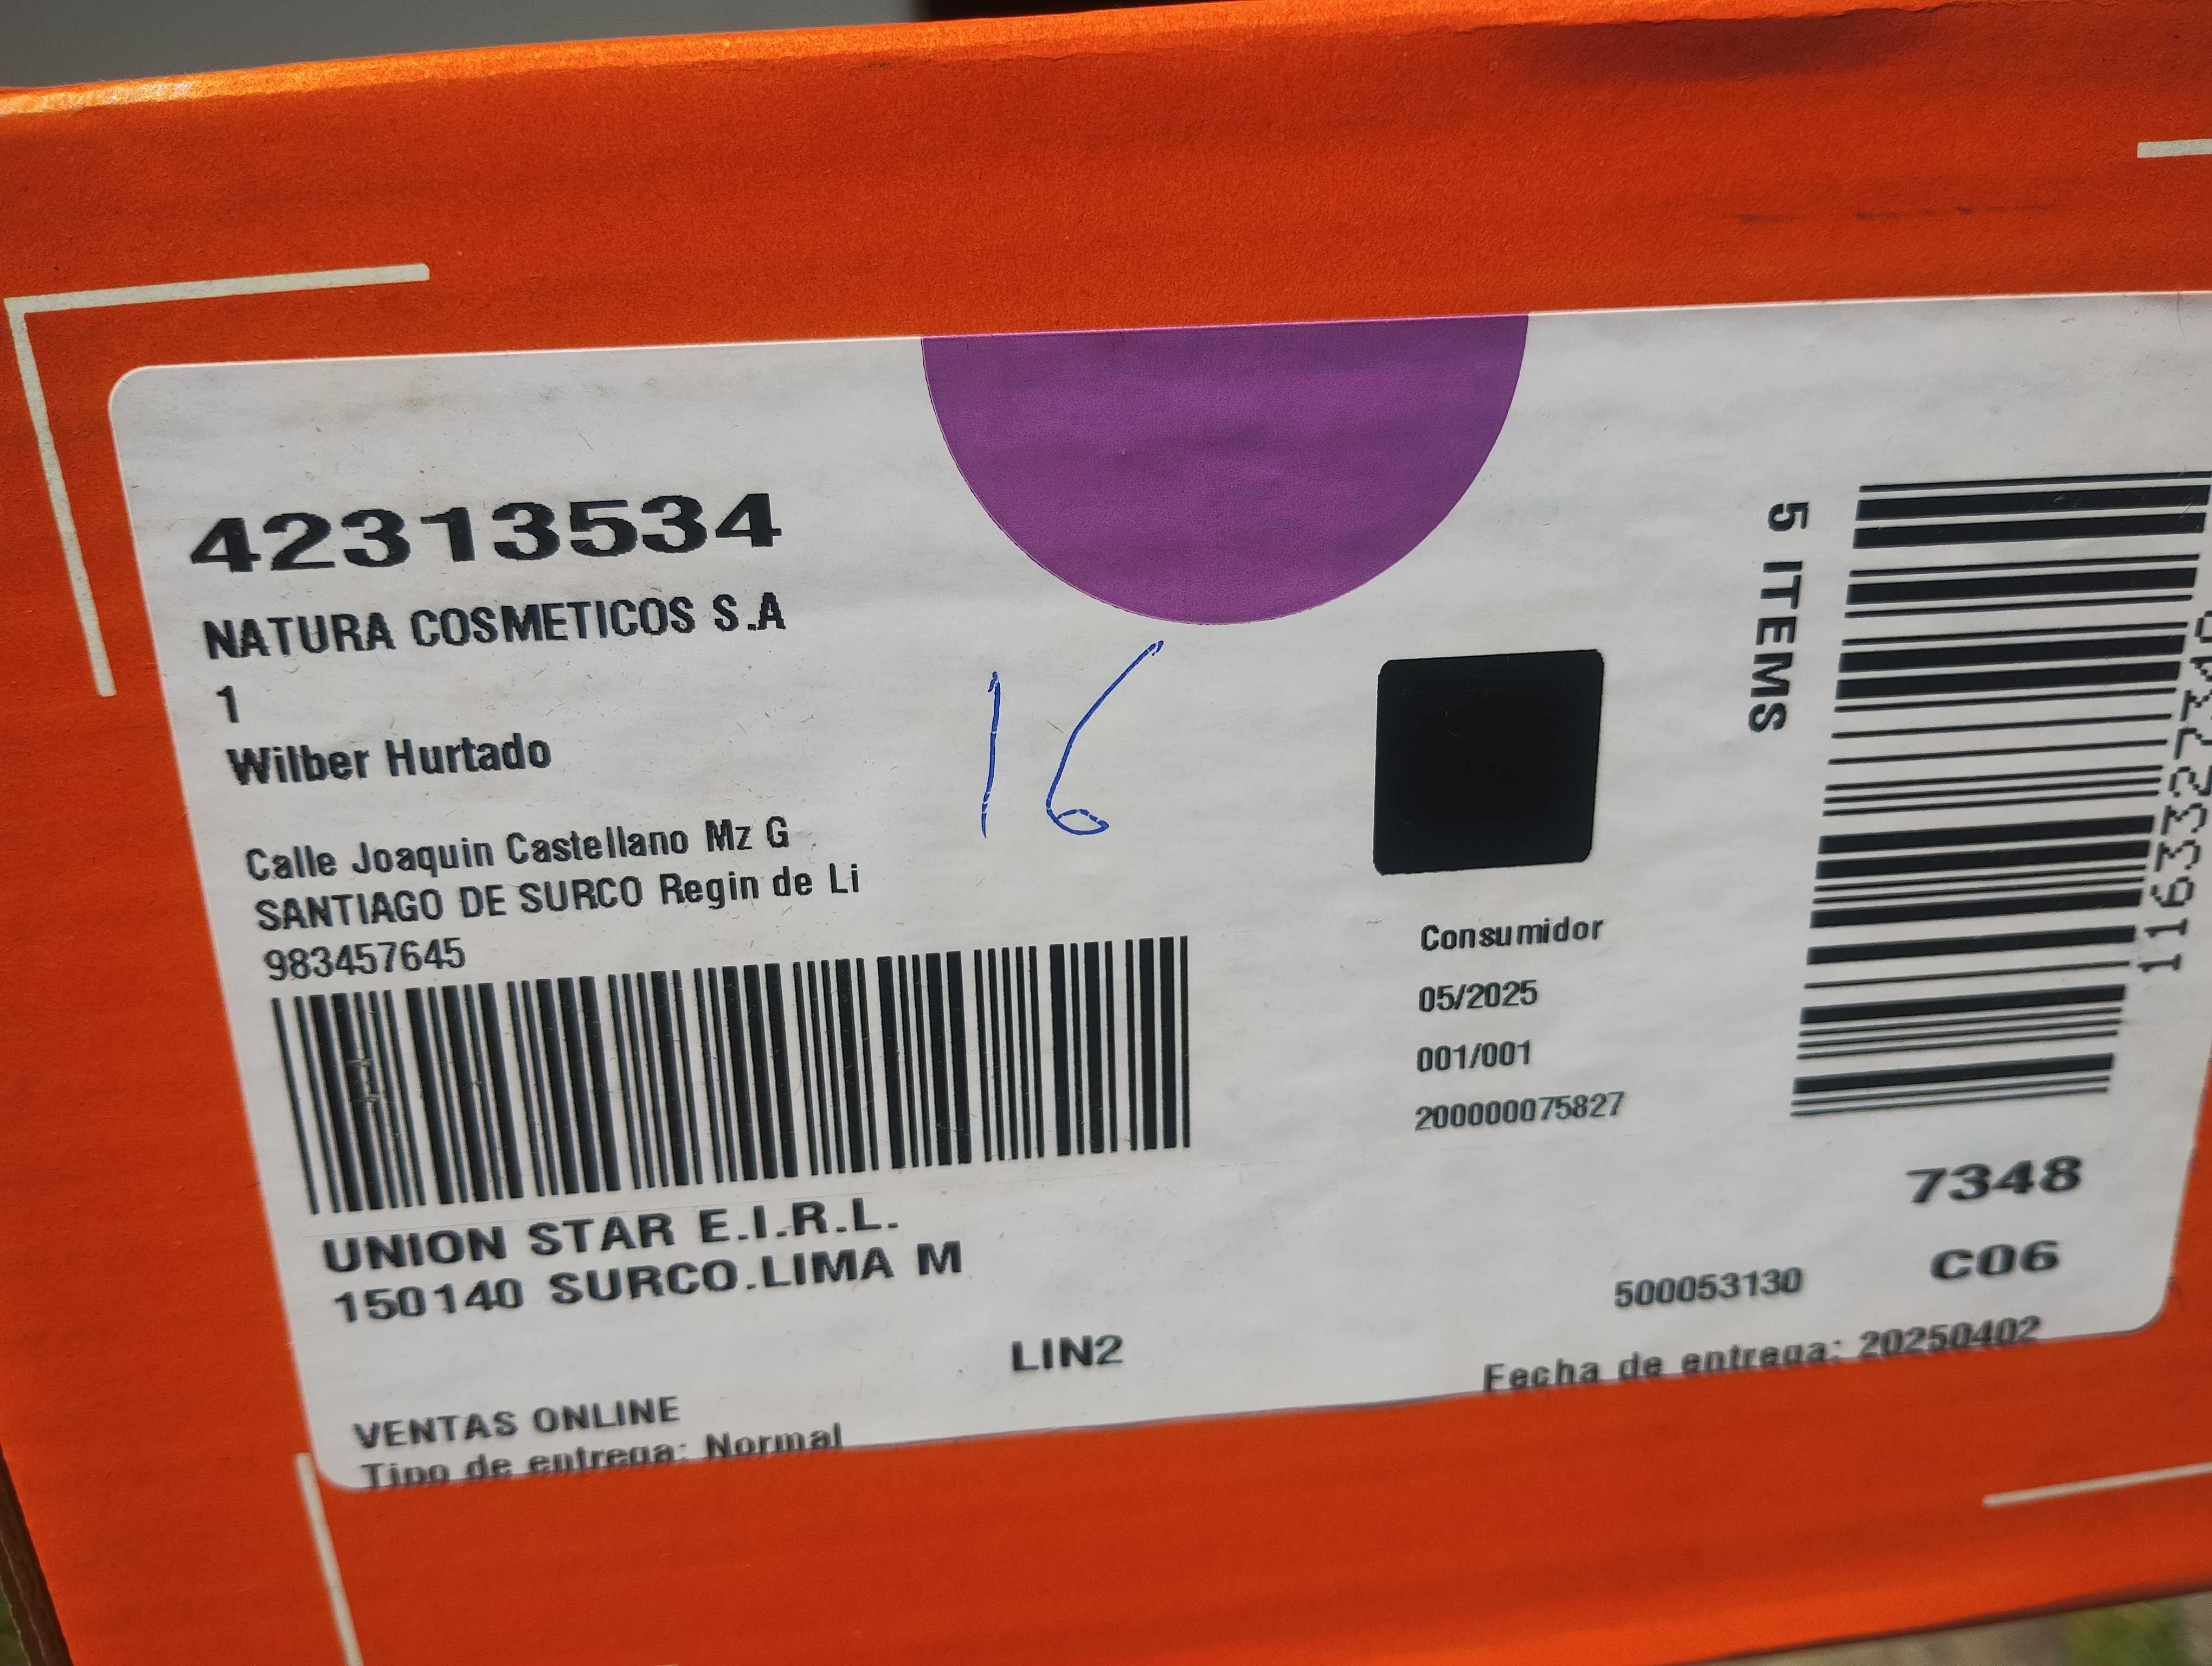 42313534
NATURA COSMETICOS S.A
1
Wilber Hurtado
16
Calle Joaquin Castellano Mz G
SANTIAGO DE SURCO Regin de Li
983457645
UNION STAR E.I.R.L.
150140 SURCO.LIMA M
LIN2
VENTAS ONLINE
Tipo de entrega: Normal
Consumidor
05/2025
001/001
200000075827
5 ITEMS
7348
C06
500053130
Fecha de entrega: 20250402